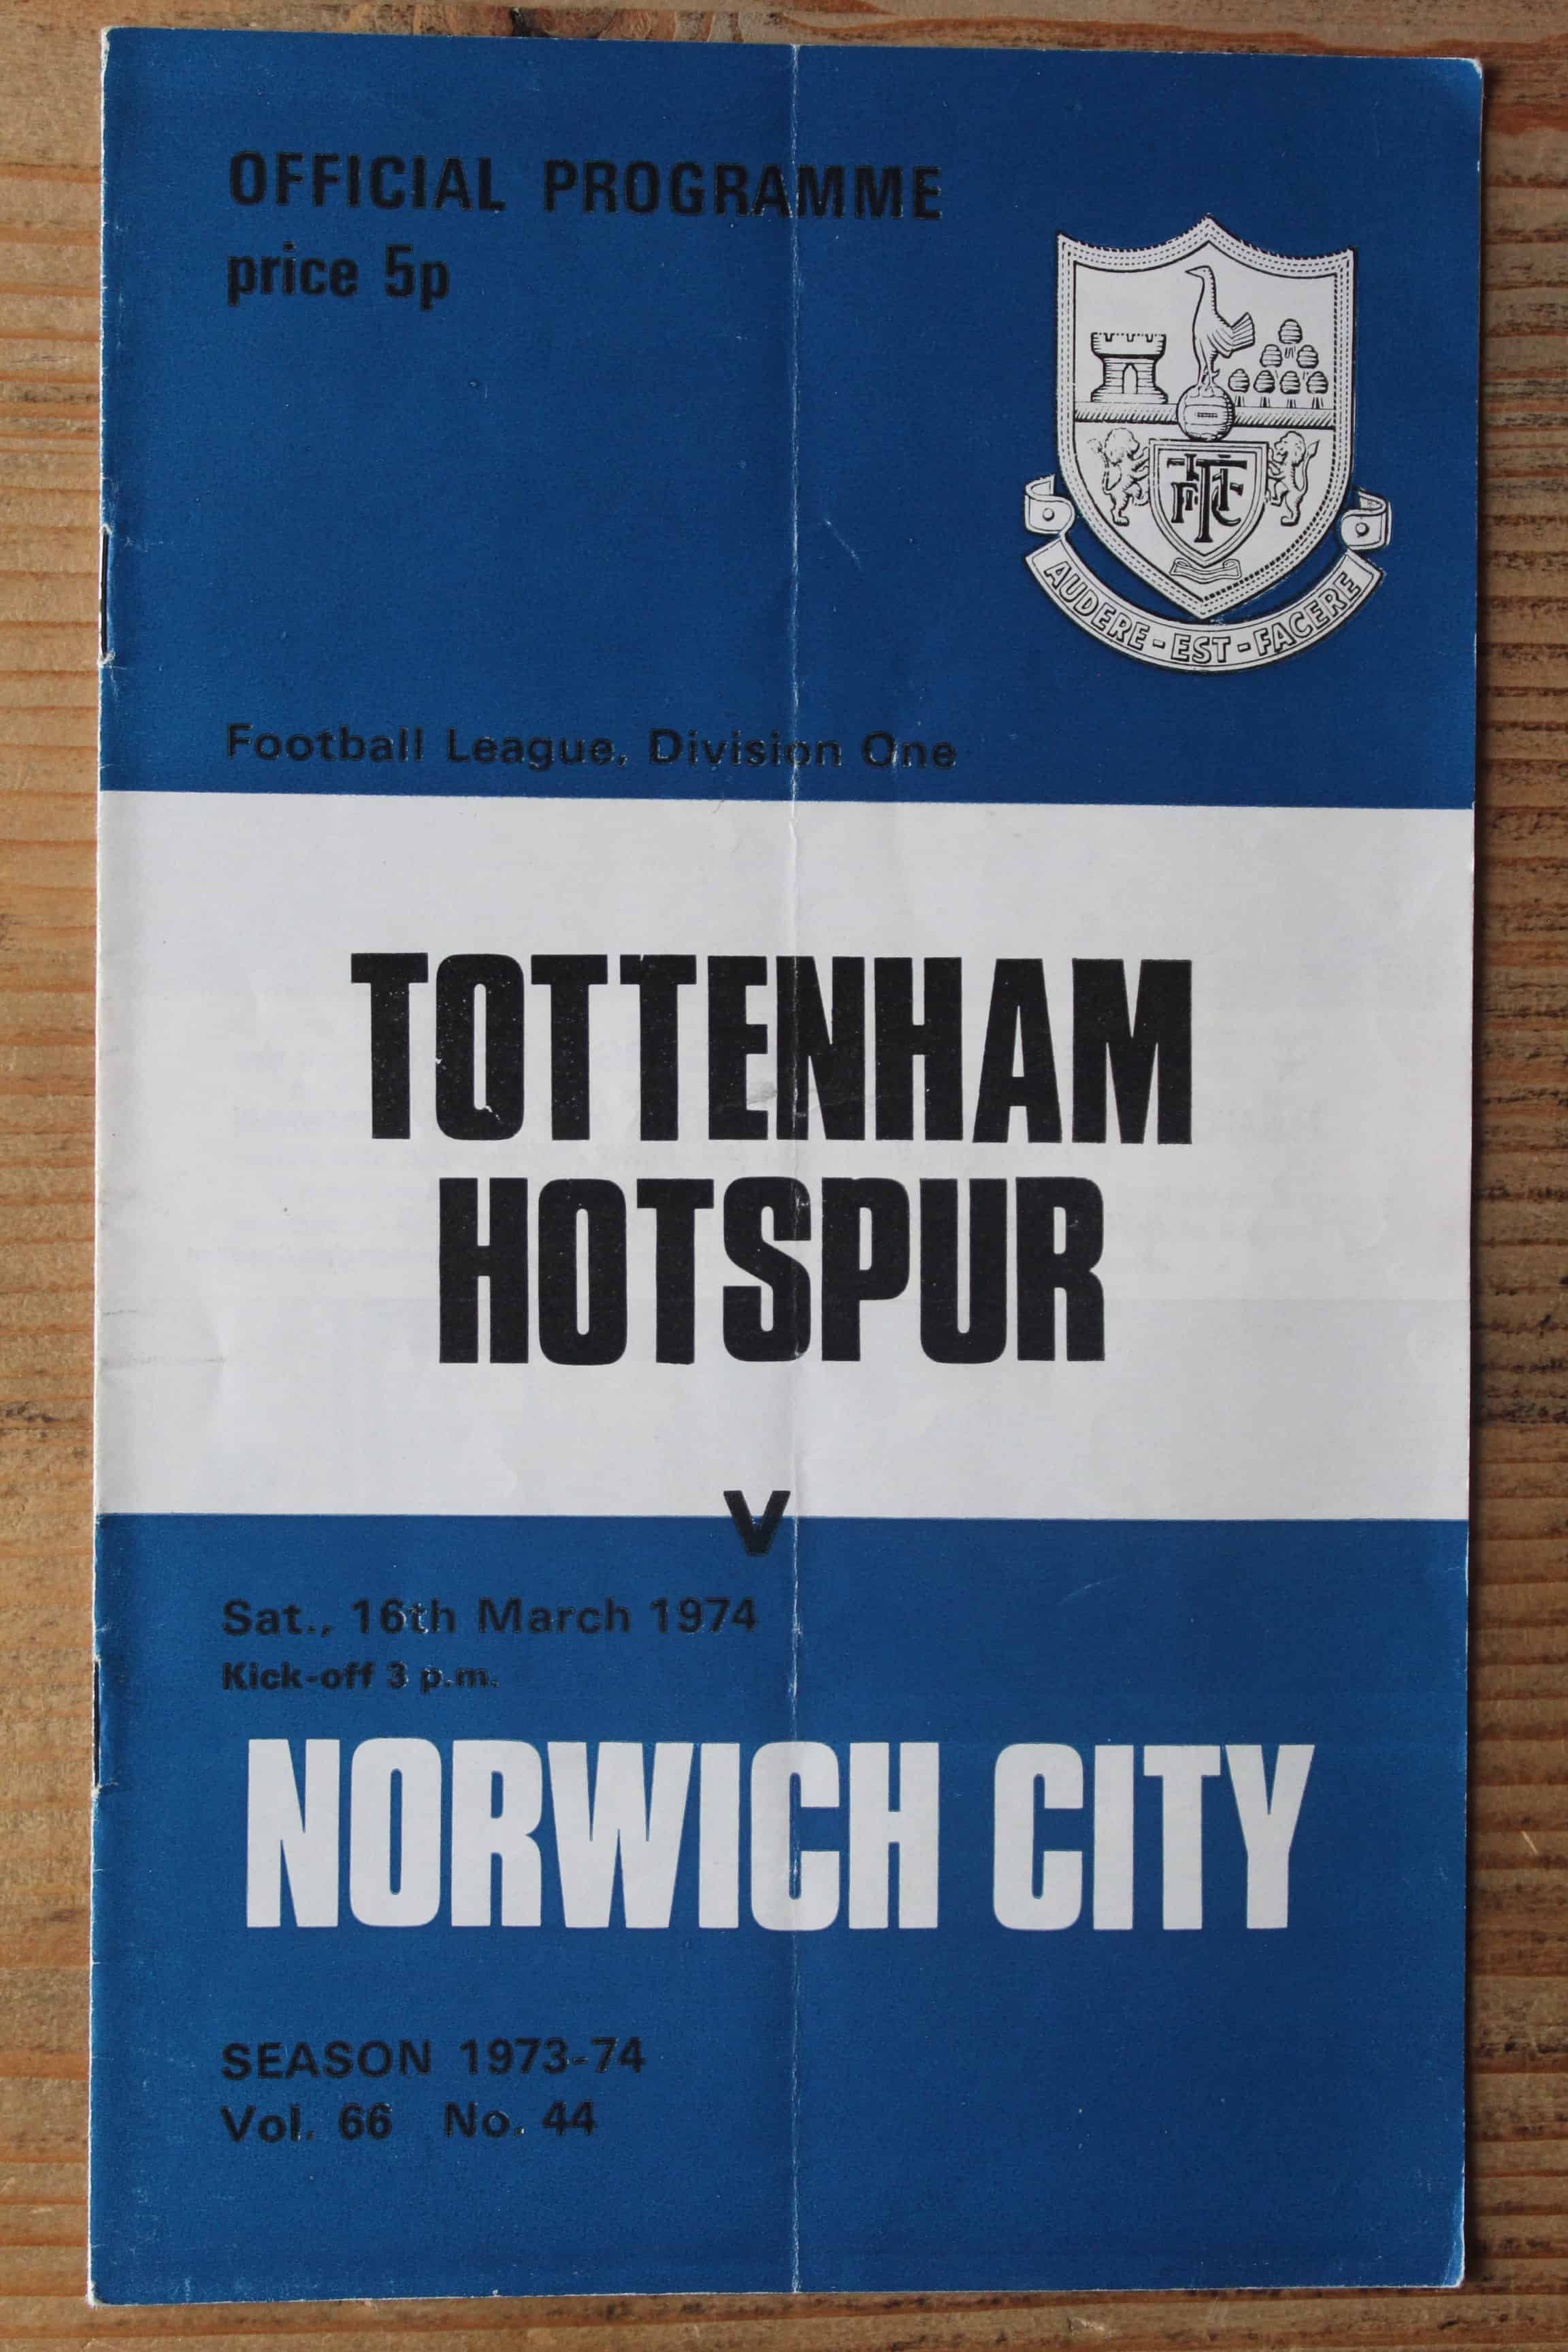 OFFICIAL PROGRAMME
price 5p
AUDERE-EST-FACERE
Football League, Division One
TOTTENHAM
HOTSPUR
v
Sat., 16th March 1974
Kick-off 3 p.m.
NORWICH CITY
SEASON 1973-74
Vol. 66 No. 44